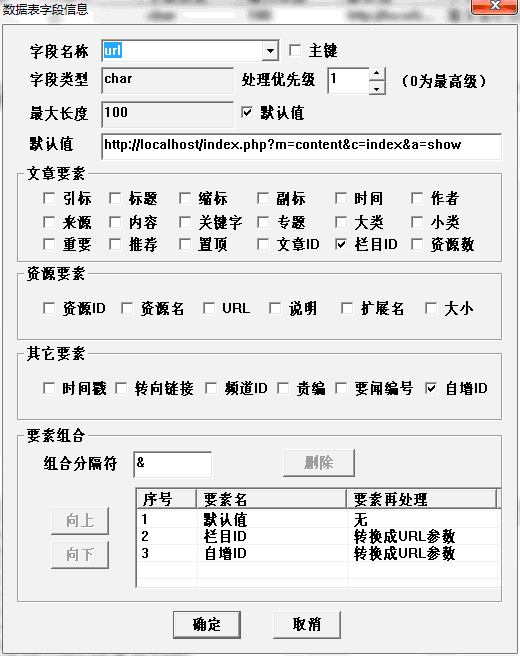 数据表字段信息
字段名称 url 主键
字段类型 char 处理优先级 1 （0为最高级）
最大长度 100 默认值
默认值 http://localhost/index.php?m=content&c=index&a=show
文章要素
引标 标题 缩标 副标 时间 作者
来源 内容 关键字 专题 大类 小类
重要 推荐 置顶 文章ID 栏目ID 资源数
资源要素
资源ID 资源名 URL 说明 扩展名 大小
其它要素
时间戳 转向链接 频道ID 责编 要闻编号 自增ID
要素组合
组合分隔符 & 删除
序号 要素名 要素再处理
向上
1 默认值 无
2 栏目ID 转换成URL参数
向下
3 自增ID 转换成URL参数
确定 取消